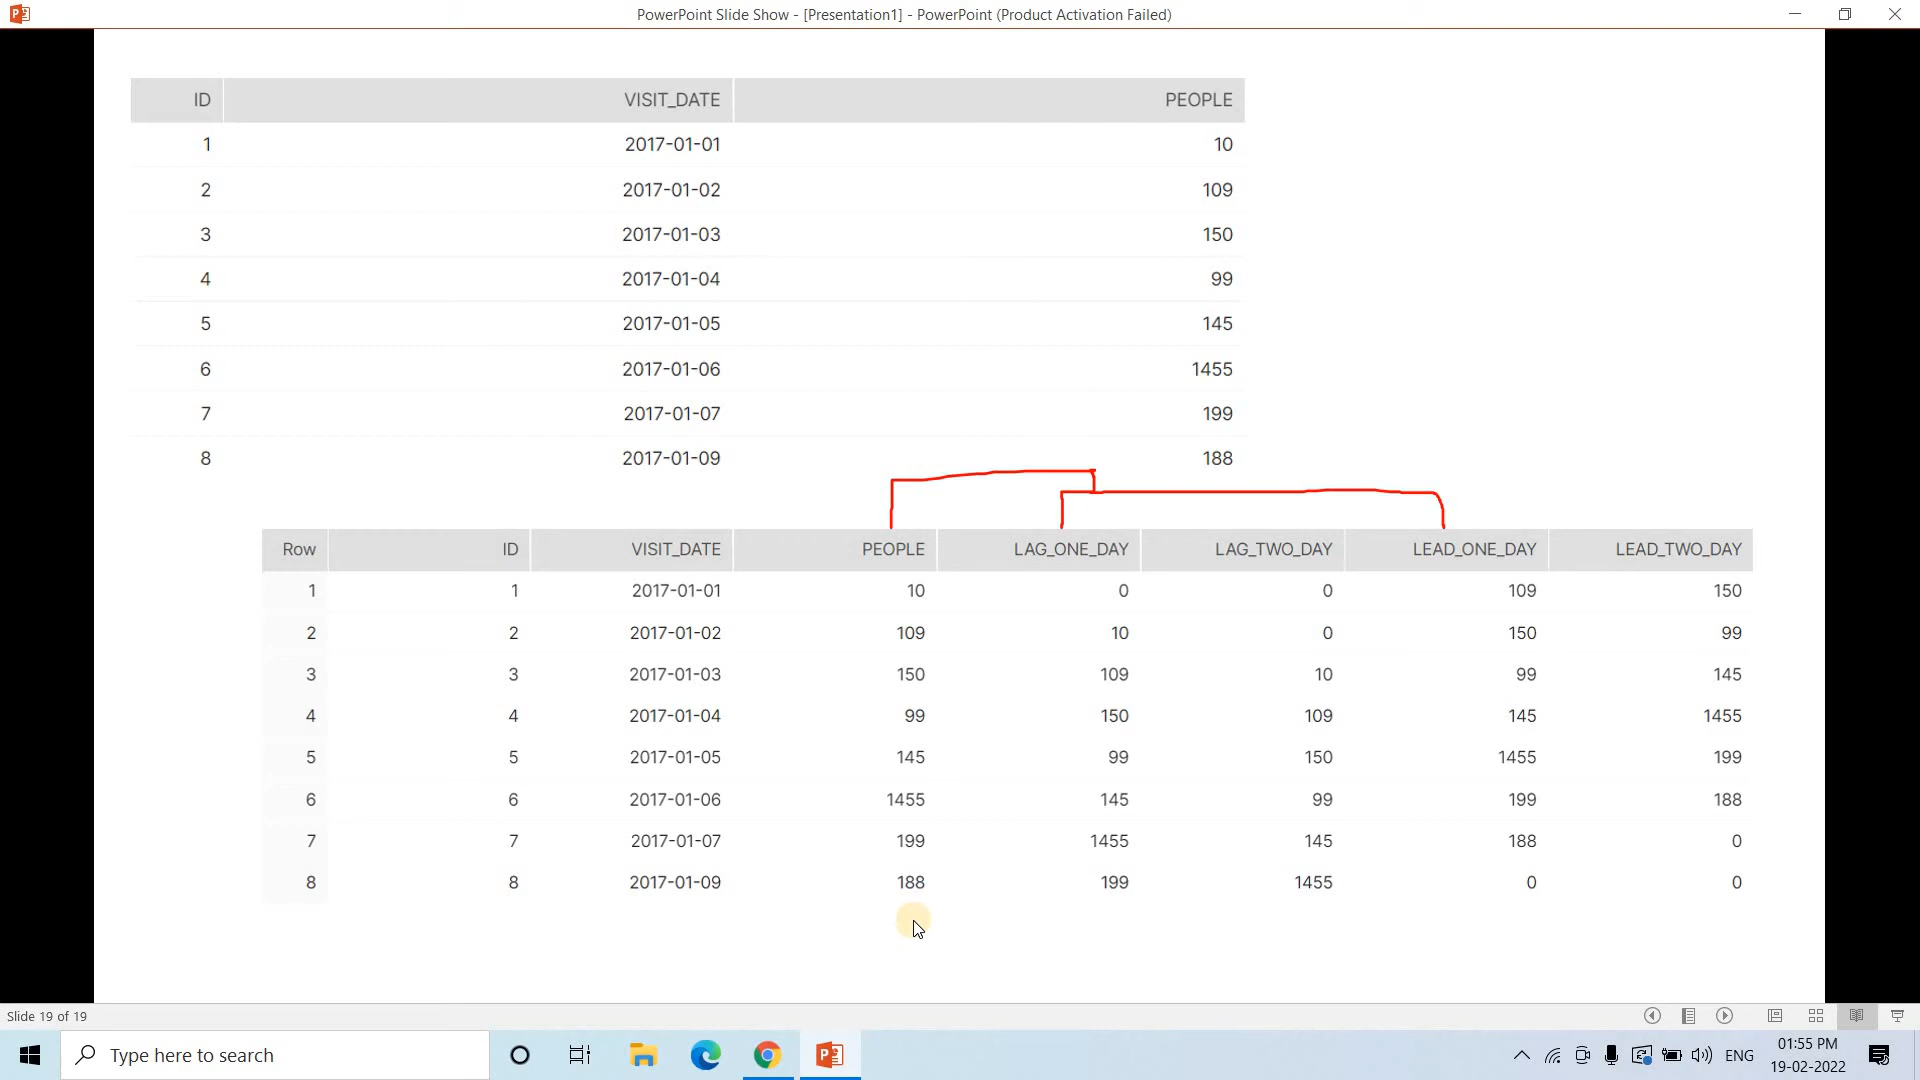 PowerPoint Slide Show - [Presentation1] - PowerPoint (Product Activation Failed)
ID VISIT_DATE PEOPLE
1 2017-01-01 10
2 2017-01-02 109
3 2017-01-03 150
4 2017-01-04 99
5 2017-01-05 145
6 2017-01-06 1455
7 2017-01-07 199
8 2017-01-09 188
Row ID VISIT_DATE PEOPLE LAG_ONE_DAY LAG_TWO_DAY LEAD_ONE_DAY LEAD_TWO_DAY
1 1 2017-01-01 10 0 0 109 150
2 2 2017-01-02 109 10 0 150 99
3 3 2017-01-03 150 109 10 99 145
4 4 2017-01-04 99 150 109 145 1455
5 5 2017-01-05 145 99 150 1455 199
6 6 2017-01-06 1455 145 99 199 188
7 7 2017-01-07 199 1455 145 188 0
8 8 2017-01-09 188 199 1455 0 0
Slide 19 of 19
Type here to search
ENG
01:55 PM
19-02-2022